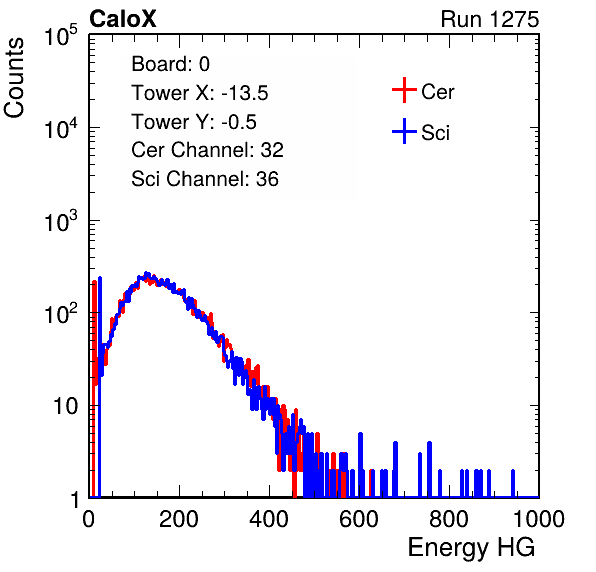 CaloX Run 1275
Counts
10^5
10^4
10^3
10^2
10
1
Board: 0
Tower X: -13.5
Tower Y: -0.5
Cer Channel: 32
Sci Channel: 36
Cer
Sci
0 200 400 600 800 1000
Energy HG